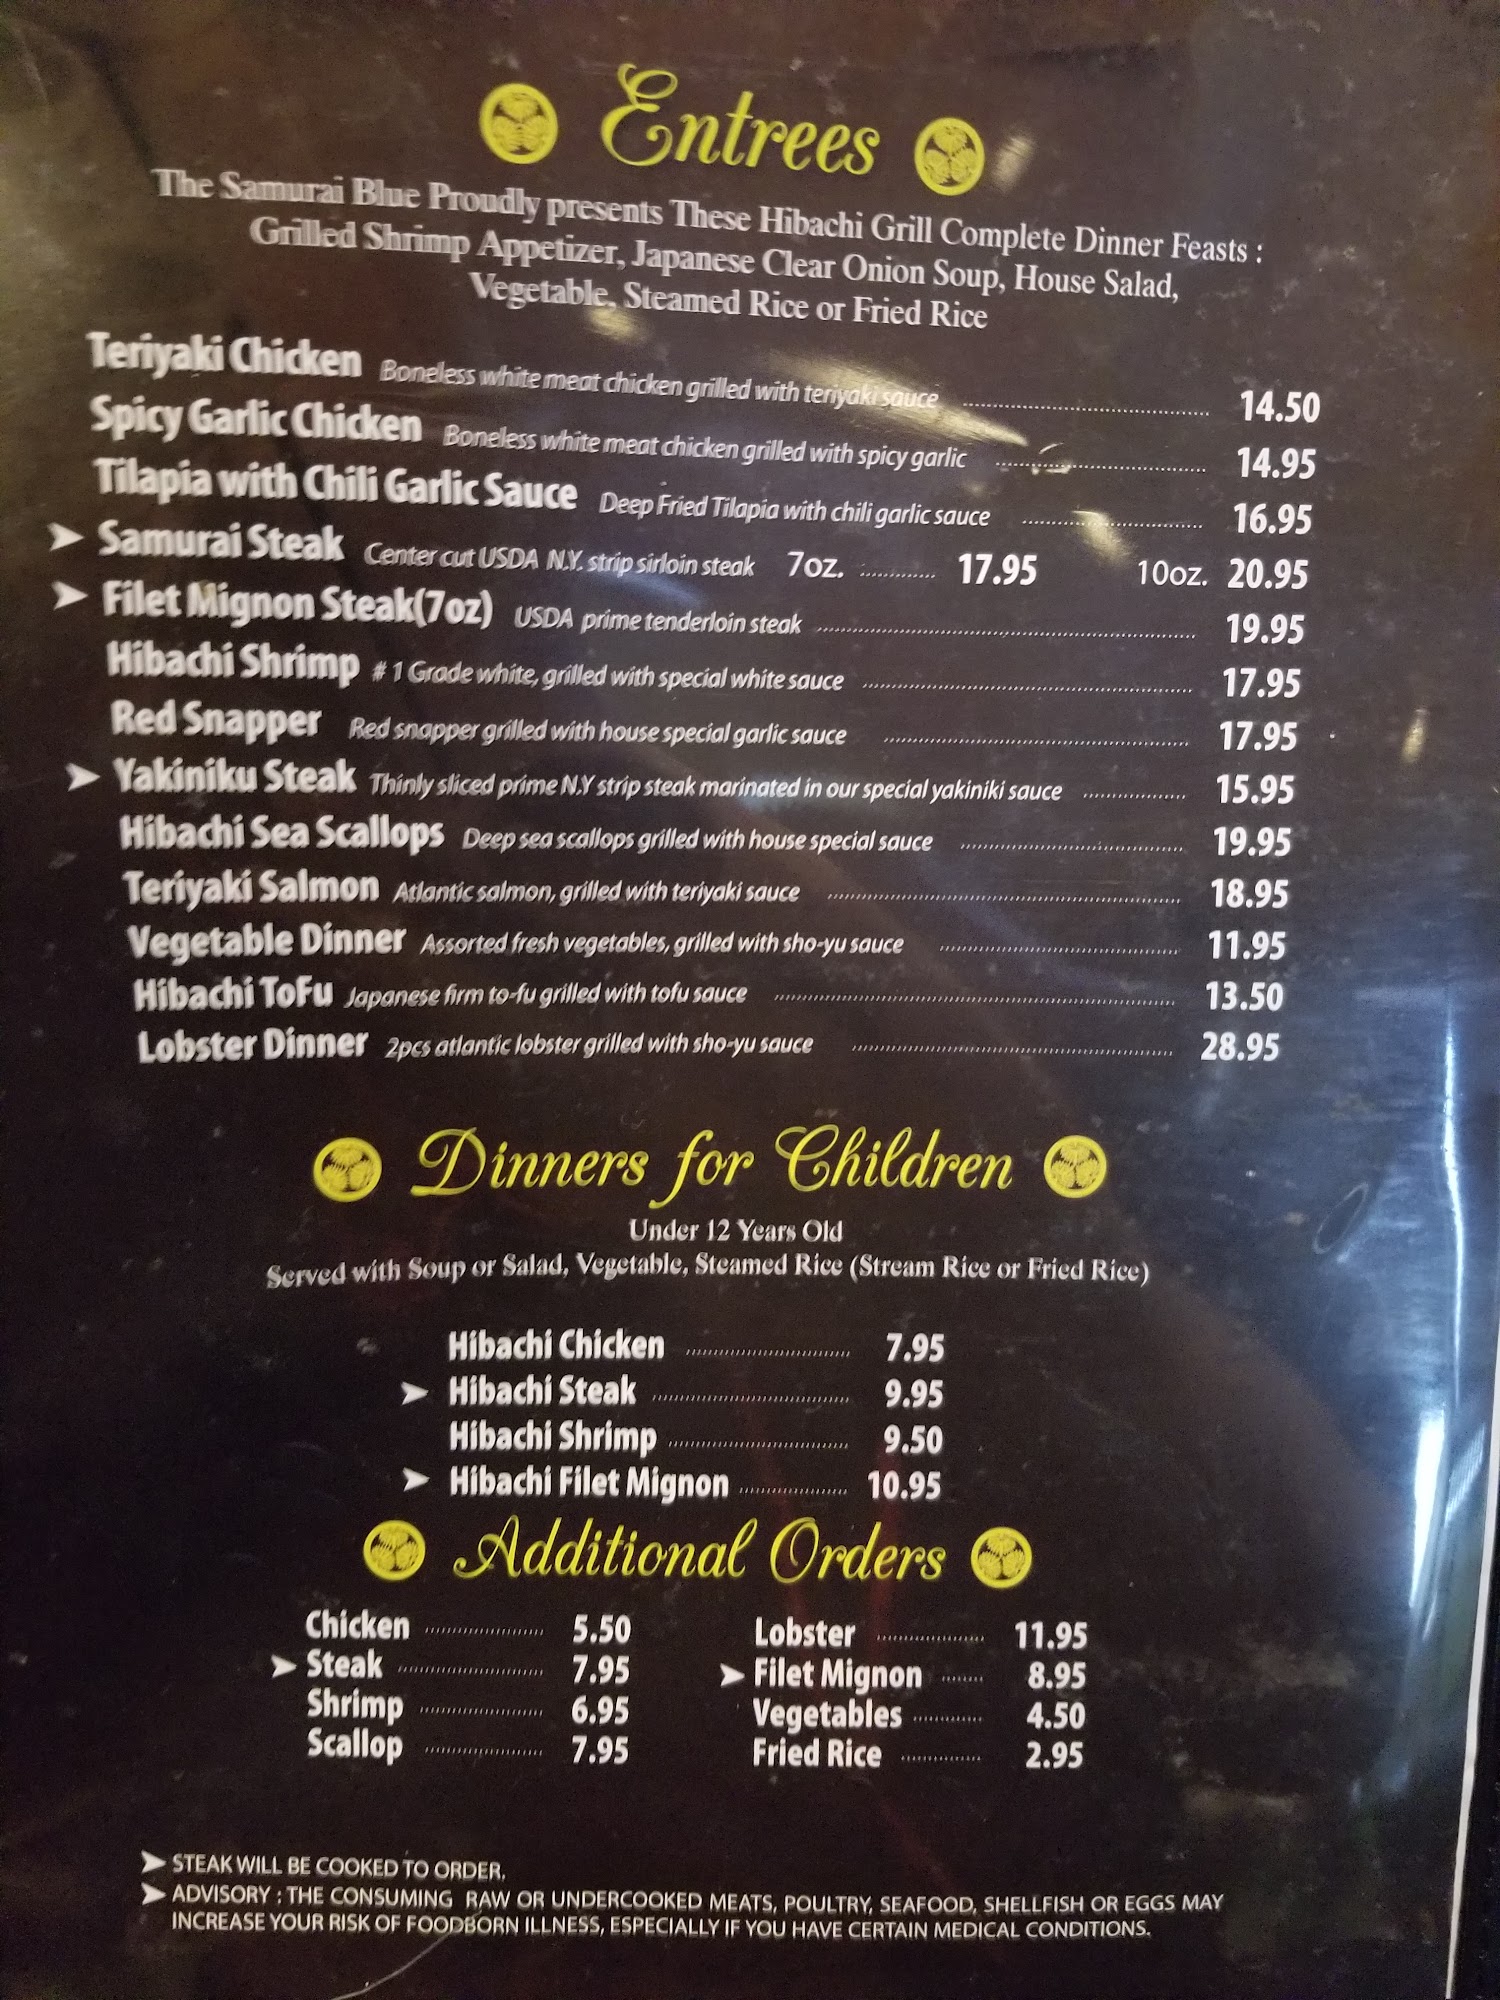 Entrees
The Samurai Blue Proudly presents These Hibachi Grill Complete Dinner Feasts :
Grilled Shrimp Appetizer, Japanese Clear Onion Soup, House Salad,
Vegetable, Steamed Rice or Fried Rice
Teriyaki Chicken Boneless white meat chicken grilled with teriyaki sauce 14.50
Spicy Garlic Chicken Boneless white meat chicken grilled with spicy garlic 14.95
Tilapia with Chili Garlic Sauce Deep Fried Tilapia with chili garlic sauce 16.95
➤ Samurai Steak Center cut USDA N.Y. strip sirloin steak 7oz. 17.95 10oz. 20.95
➤ Filet Mignon Steak(7oz) USDA prime tenderloin steak 19.95
Hibachi Shrimp # 1 Grade white, grilled with special white sauce 17.95
Red Snapper Red snapper grilled with house special garlic sauce 17.95
➤ Yakiniku Steak Thinly sliced prime N.Y strip steak marinated in our special yakiniki sauce 15.95
Hibachi Sea Scallops Deep sea scallops grilled with house special sauce 19.95
Teriyaki Salmon Atlantic salmon, grilled with teriyaki sauce 18.95
Vegetable Dinner Assorted fresh vegetables, grilled with sho-yu sauce 11.95
Hibachi ToFu Japanese firm to-fu grilled with tofu sauce 13.50
Lobster Dinner 2pcs atlantic lobster grilled with sho-yu sauce 28.95
Dinners for Children
Under 12 Years Old
Served with Soup or Salad, Vegetable, Steamed Rice (Stream Rice or Fried Rice)
Hibachi Chicken 7.95
➤ Hibachi Steak 9.95
Hibachi Shrimp 9.50
➤ Hibachi Filet Mignon 10.95
Additional Orders
Chicken 5.50
➤ Steak 7.95
Shrimp 6.95
Scallop 7.95
Lobster 11.95
➤ Filet Mignon 8.95
Vegetables 4.50
Fried Rice 2.95
➤ STEAK WILL BE COOKED TO ORDER,
➤ ADVISORY : THE CONSUMING RAW OR UNDERCOOKED MEATS, POULTRY, SEAFOOD, SHELLFISH OR EGGS MAY
INCREASE YOUR RISK OF FOODBORN ILLNESS, ESPECIALLY IF YOU HAVE CERTAIN MEDICAL CONDITIONS.